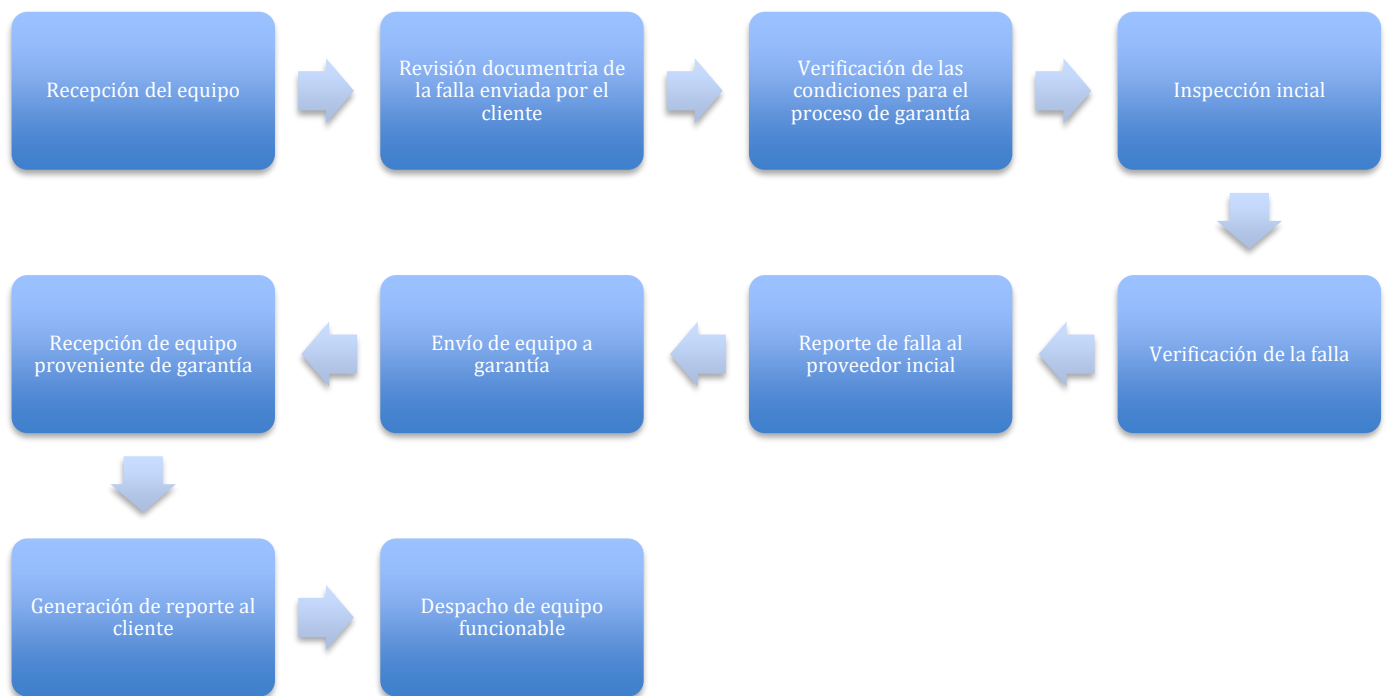 Recepción del equipo
Revisión documentria de
la falla enviada por el
cliente
Verificación de las
condiciones para el
proceso de garantía
Inspección incial
Verificación de la falla
Reporte de falla al
proveedor incial
Envío de equipo a
garantía
Recepción de equipo
proveniente de garantía
Generación de reporte al
cliente
Despacho de equipo
funcionable